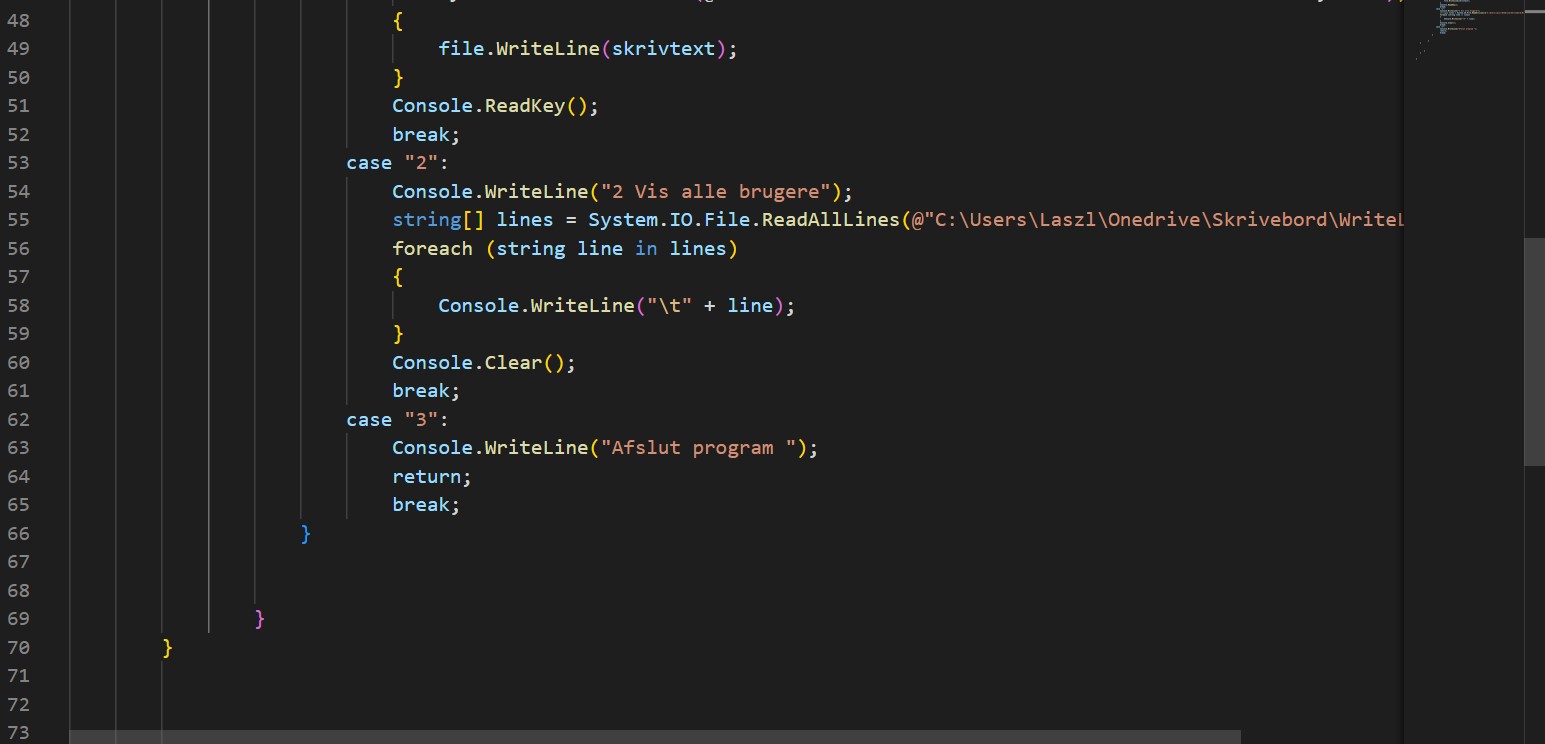 48 {
49 file.WriteLine(skrivtext);
50 }
51 Console.ReadKey();
52 break;
53 case "2":
54 Console.WriteLine("2 Vis alle brugere");
55 string[] lines = System.IO.File.ReadAllLines(@"C:\Users\Laszl\Onedrive\Skrivebord\WriteL
56 foreach (string line in lines)
57 {
58 Console.WriteLine("\t" + line);
59 }
60 Console.Clear();
61 break;
62 case "3":
63 Console.WriteLine("Afslut program ");
64 return;
65 break;
66 }
67
68
69 }
70 }
71
72
73